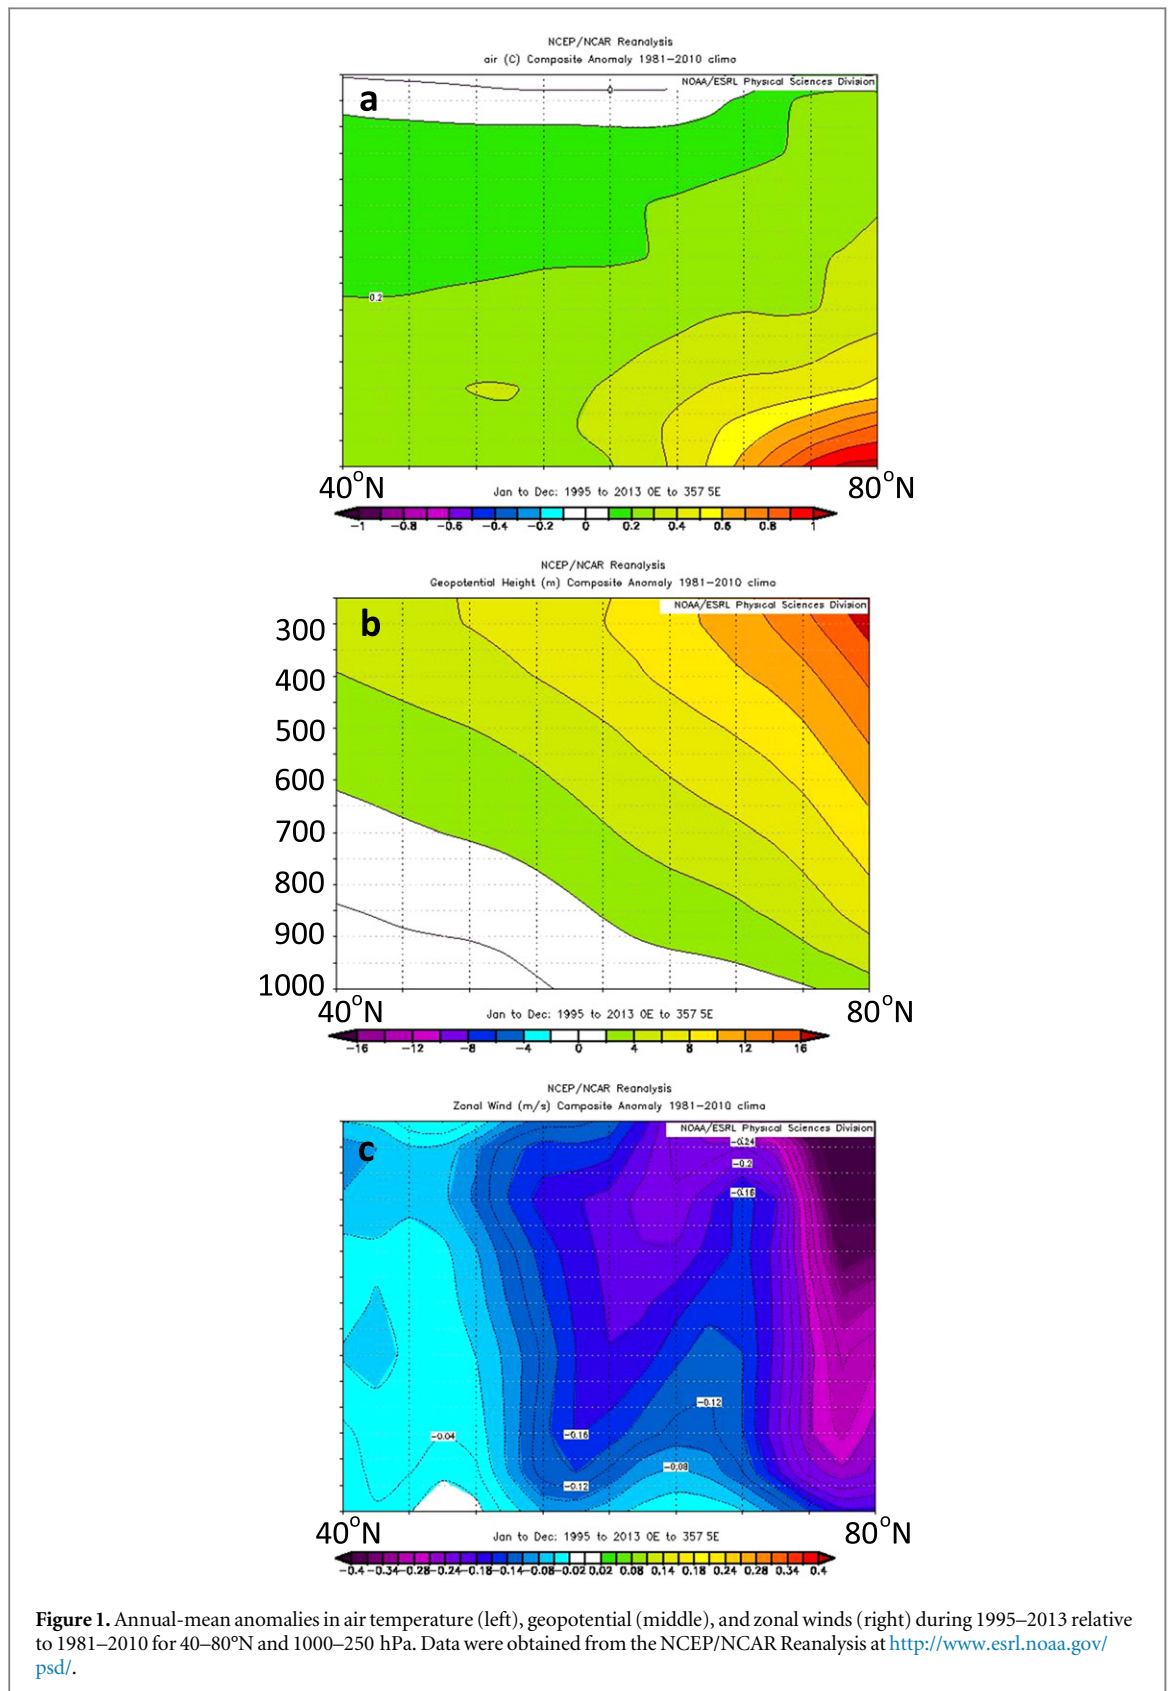 NCEP/NCAR Reanalysis
air (C) Composite Anomaly 1981-2010 climo
NOAA/ESRL Physical Sciences Division
a
0
0.2
40°N
80°N
Jan to Dec: 1995 to 2013 0E to 357.5E
-1 -0.8 -0.6 -0.4 -0.2 0 0.2 0.4 0.6 0.8 1
NCEP/NCAR Reanalysis
Geopotential Height (m) Composite Anomaly 1981-2010 climo
NOAA/ESRL Physical Sciences Division
b
300
400
500
600
700
800
900
1000
40°N
80°N
Jan to Dec: 1995 to 2013 0E to 357.5E
-16 -12 -8 -4 0 4 8 12 16
NCEP/NCAR Reanalysis
Zonal Wind (m/s) Composite Anomaly 1981-2010 climo
NOAA/ESRL Physical Sciences Division
c
-0.24
-0.2
-0.16
-0.12
-0.04
-0.16
-0.08
-0.12
40°N
80°N
Jan to Dec: 1995 to 2013 0E to 357.5E
-0.4 -0.34 -0.28 -0.24 -0.18 -0.14 -0.08 -0.02 0.02 0.08 0.14 0.18 0.24 0.28 0.34 0.4
Figure 1. Annual-mean anomalies in air temperature (left), geopotential (middle), and zonal winds (right) during 1995–2013 relative
to 1981–2010 for 40–80°N and 1000–250 hPa. Data were obtained from the NCEP/NCAR Reanalysis at http://www.esrl.noaa.gov/
psd/.